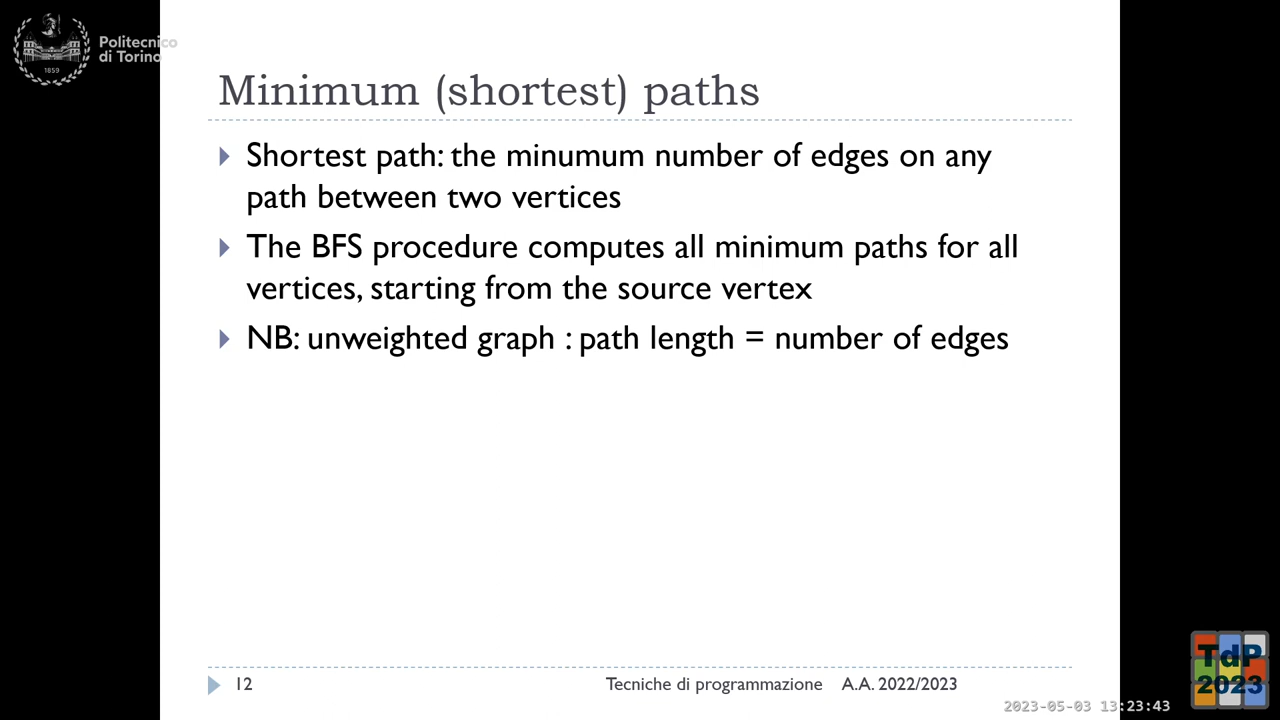 Politecnico
di Torino
1859
Minimum (shortest) paths
Shortest path: the minumum number of edges on any
path between two vertices
The BFS procedure computes all minimum paths for all
vertices, starting from the source vertex
NB: unweighted graph : path length = number of edges
12
Tecniche di programmazione A.A. 2022/2023
2023-05-03 13:23:43
TdP
2023